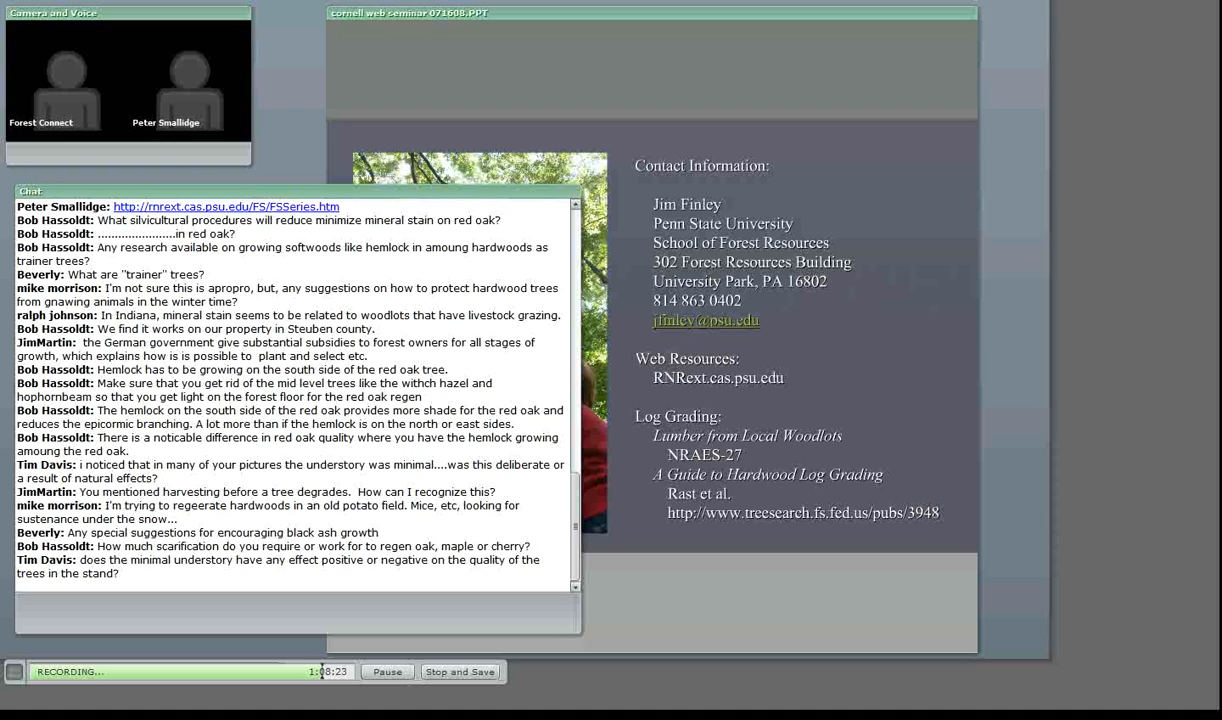 Camera and Voice
Forest Connect
Peter Smallidge
cornell web seminar 071608.PPT
Chat
Peter Smallidge: http://rnrext.cas.psu.edu/FS/FSSeries.htm
Bob Hassoldt: What silvicultural procedures will reduce minimize mineral stain on red oak?
Bob Hassoldt: ......................in red oak?
Bob Hassoldt: Any research available on growing softwoods like hemlock in amoung hardwoods as
trainer trees?
Beverly: What are "trainer" trees?
mike morrison: I'm not sure this is apropro, but, any suggestions on how to protect hardwood trees
from gnawing animals in the winter time?
ralph johnson: In Indiana, mineral stain seems to be related to woodlots that have livestock grazing.
Bob Hassoldt: We find it works on our property in Steuben county.
JimMartin: the German government give substantial subsidies to forest owners for all stages of
growth, which explains how is is possible to plant and select etc.
Bob Hassoldt: Hemlock has to be growing on the south side of the red oak tree.
Bob Hassoldt: Make sure that you get rid of the mid level trees like the withch hazel and
hophornbeam so that you get light on the forest floor for the red oak regen
Bob Hassoldt: The hemlock on the south side of the red oak provides more shade for the red oak and
reduces the epicormic branching. A lot more than if the hemlock is on the north or east sides.
Bob Hassoldt: There is a noticable difference in red oak quality where you have the hemlock growing
amoung the red oak.
Tim Davis: i noticed that in many of your pictures the understory was minimal....was this deliberate or
a result of natural effects?
JimMartin: You mentioned harvesting before a tree degrades. How can I recognize this?
mike morrison: I'm trying to regeerate hardwoods in an old potato field. Mice, etc, looking for
sustenance under the snow...
Beverly: Any special suggestions for encouraging black ash growth
Bob Hassoldt: How much scarification do you require or work for to regen oak, maple or cherry?
Tim Davis: does the minimal understory have any effect positive or negative on the quality of the
trees in the stand?
Contact Information:
Jim Finley
Penn State University
School of Forest Resources
302 Forest Resources Building
University Park, PA 16802
814 863 0402
jfinley@psu.edu
Web Resources:
RNRext.cas.psu.edu
Log Grading:
Lumber from Local Woodlots
NRAES-27
A Guide to Hardwood Log Grading
Rast et al.
http://www.treesearch.fs.fed.us/pubs/3948
RECORDING...
1:08:23
Pause
Stop and Save